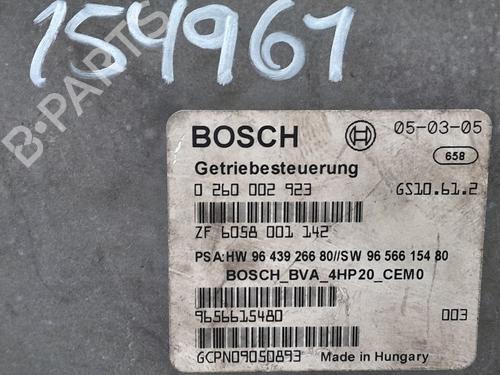 154961
B-PARTS
BOSCH 05-03-05
658
Getriebesteuerung
0 260 002 923 GS10.61.2
ZF 6058 001 142
PSA:HW 96 439 266 80//SW 96 566 154 80
BOSCH_BVA_4HP20_CEM0
9656615480 003
GCPN09050893 Made in Hungary